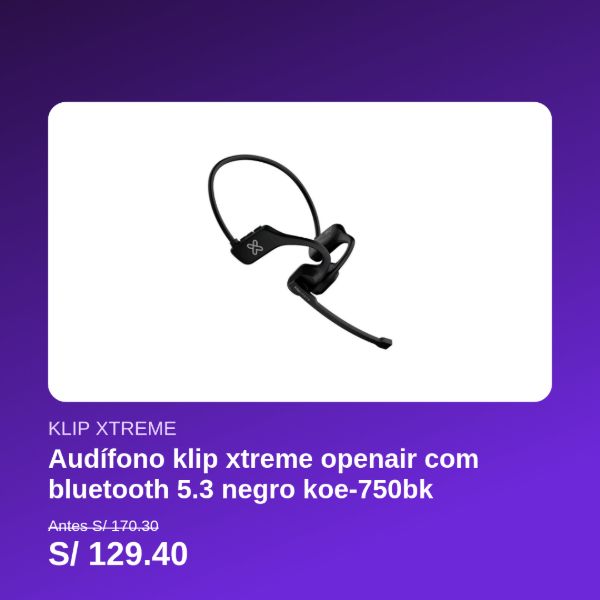 KLIP XTREME
Audífono klip xtreme openair com
bluetooth 5.3 negro koe-750bk
Antes S/ 170.30
S/ 129.40